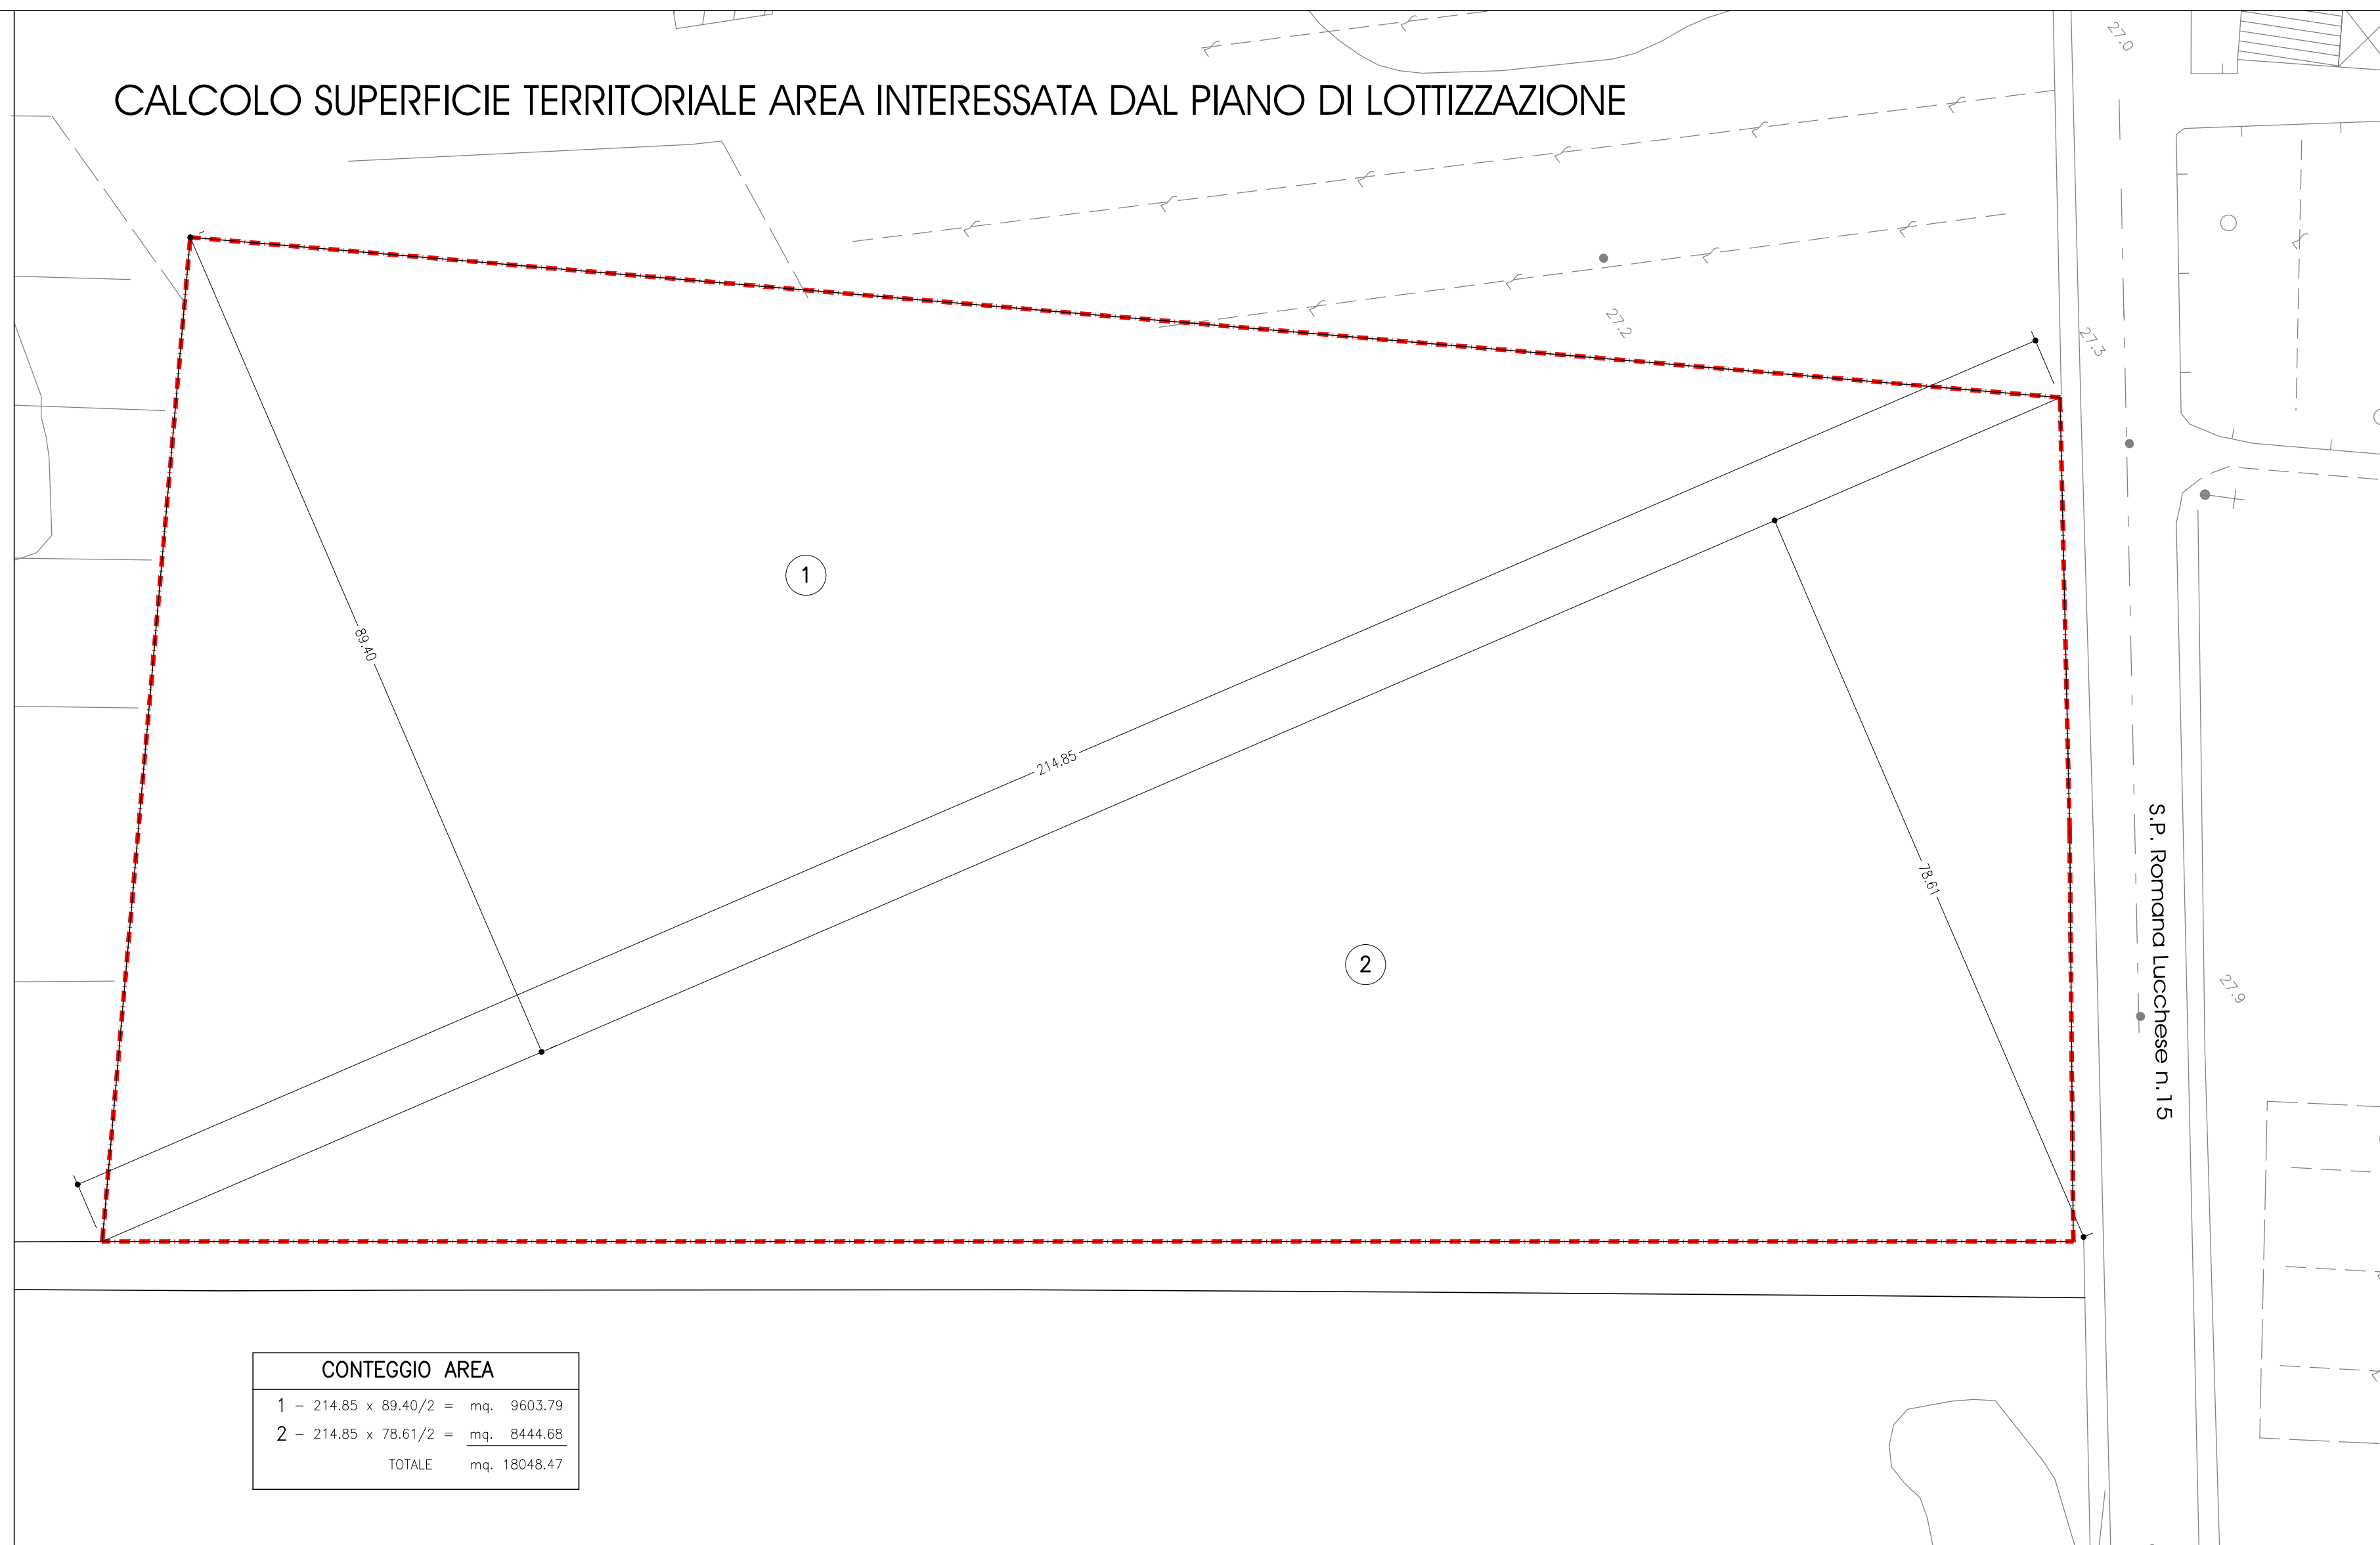 27.0
CALCOLO SUPERFICIE TERRITORIALE AREA INTERESSATA DAL PIANO DI LOTTIZZAZIONE
27.2
27.3
1
89.40
214.85
78.61
2
S.P. Romana Lucchese n.15
27.9
CONTEGGIO AREA
1 – 214.85 x 89.40/2 = mq. 9603.79
2 – 214.85 x 78.61/2 = mq. 8444.68
TOTALE mq. 18048.47